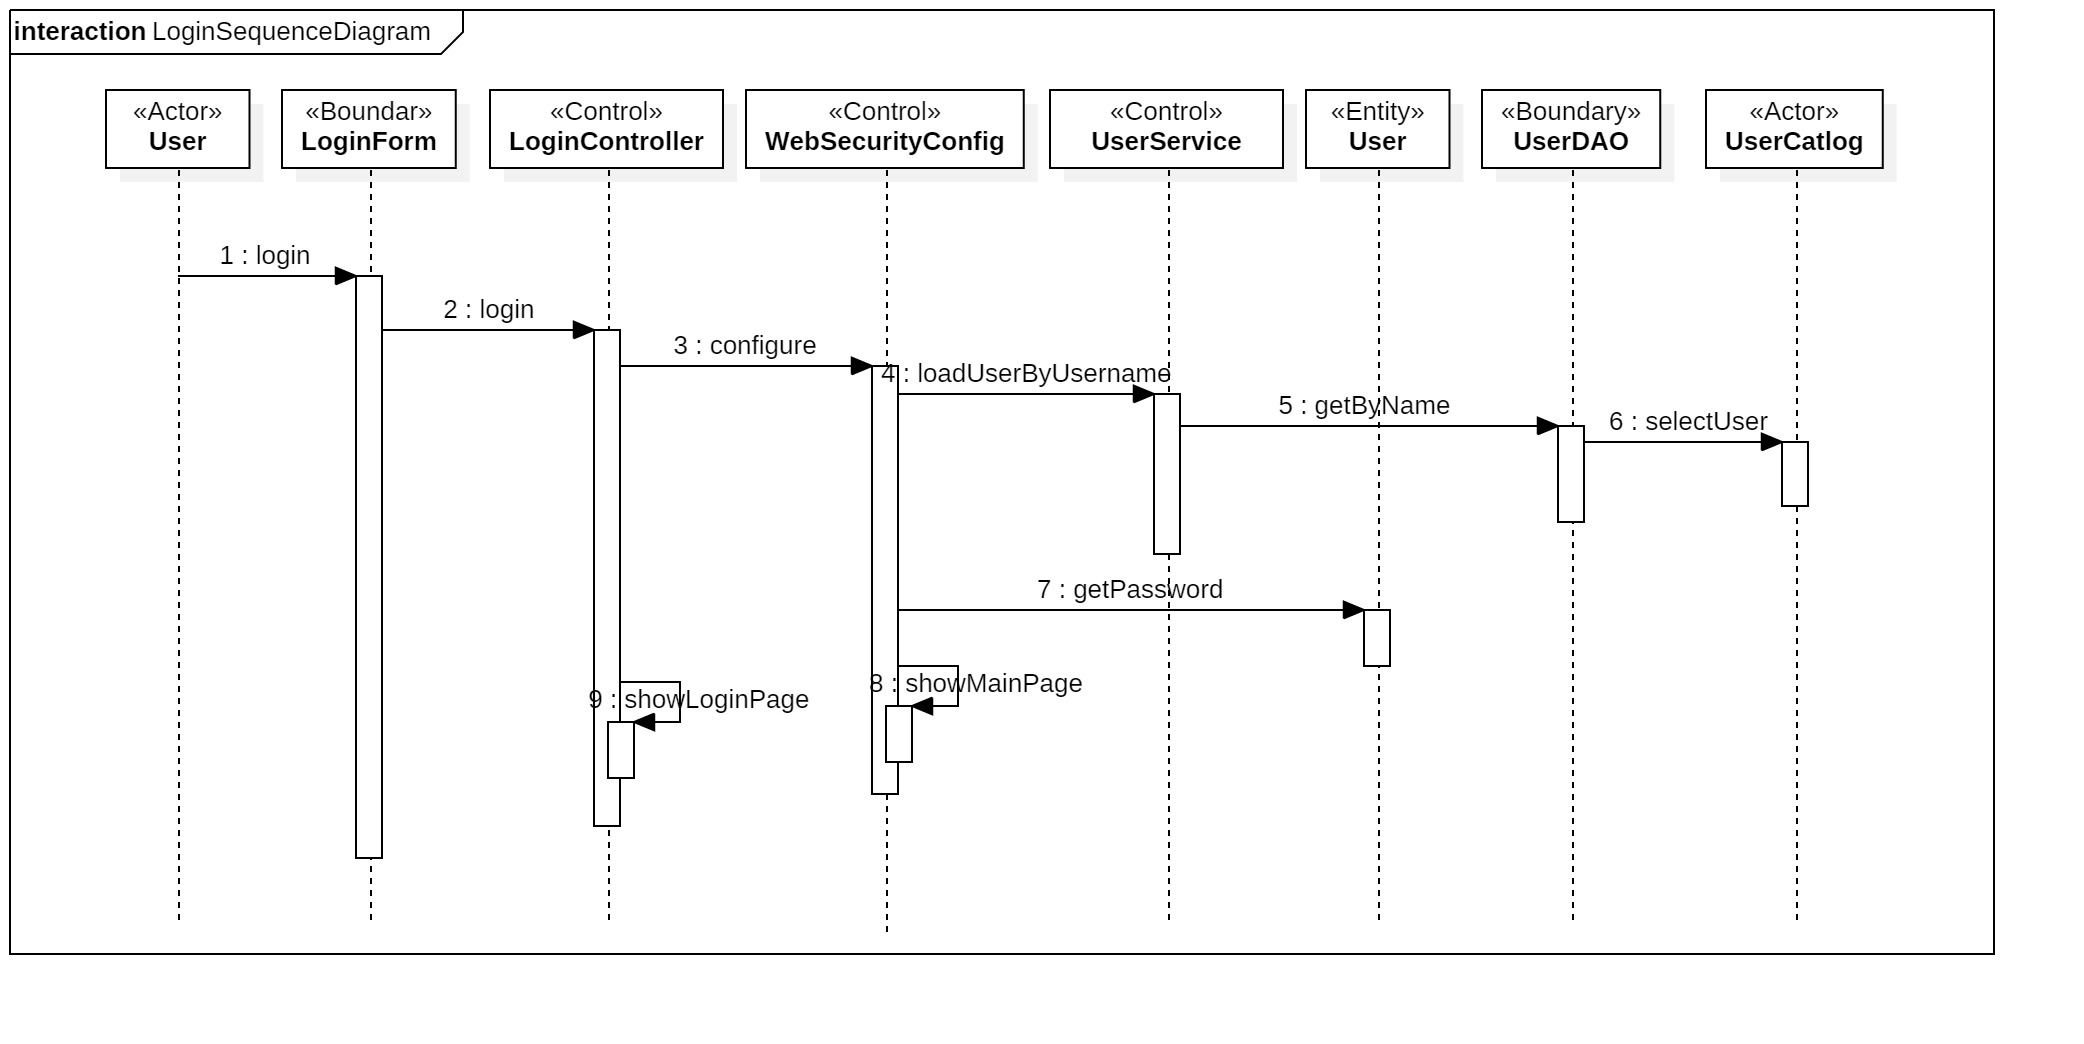 interaction LoginSequenceDiagram
«Actor»
User
«Boundar»
LoginForm
«Control»
LoginController
«Control»
WebSecurityConfig
«Control»
UserService
«Entity»
User
«Boundary»
UserDAO
«Actor»
UserCatlog
1 : login
2 : login
3 : configure
4 : loadUserByUsername
5 : getByName
6 : selectUser
7 : getPassword
8 : showMainPage
9 : showLoginPage